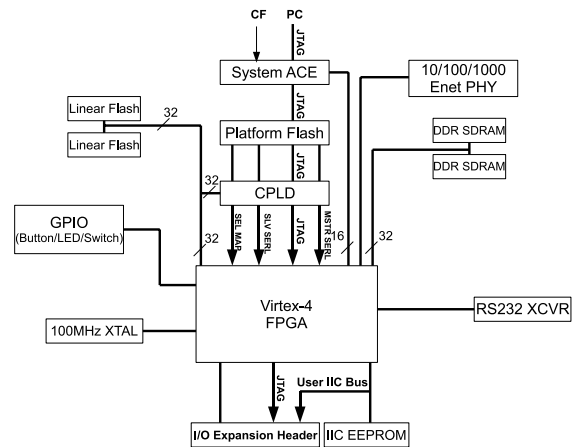 CF
PC
JTAG
System ACE
10/100/1000
Enet PHY
Linear Flash
32
Linear Flash
JTAG
Platform Flash
DDR SDRAM
DDR SDRAM
JTAG
32
CPLD
GPIO
(Button/LED/Switch)
32
SEL MAP
SLV SERL
JTAG
MSTR SERL
16
32
Virtex-4
FPGA
100MHz XTAL
RS232 XCVR
JTAG
User IIC Bus
I/O Expansion Header
IIC EEPROM